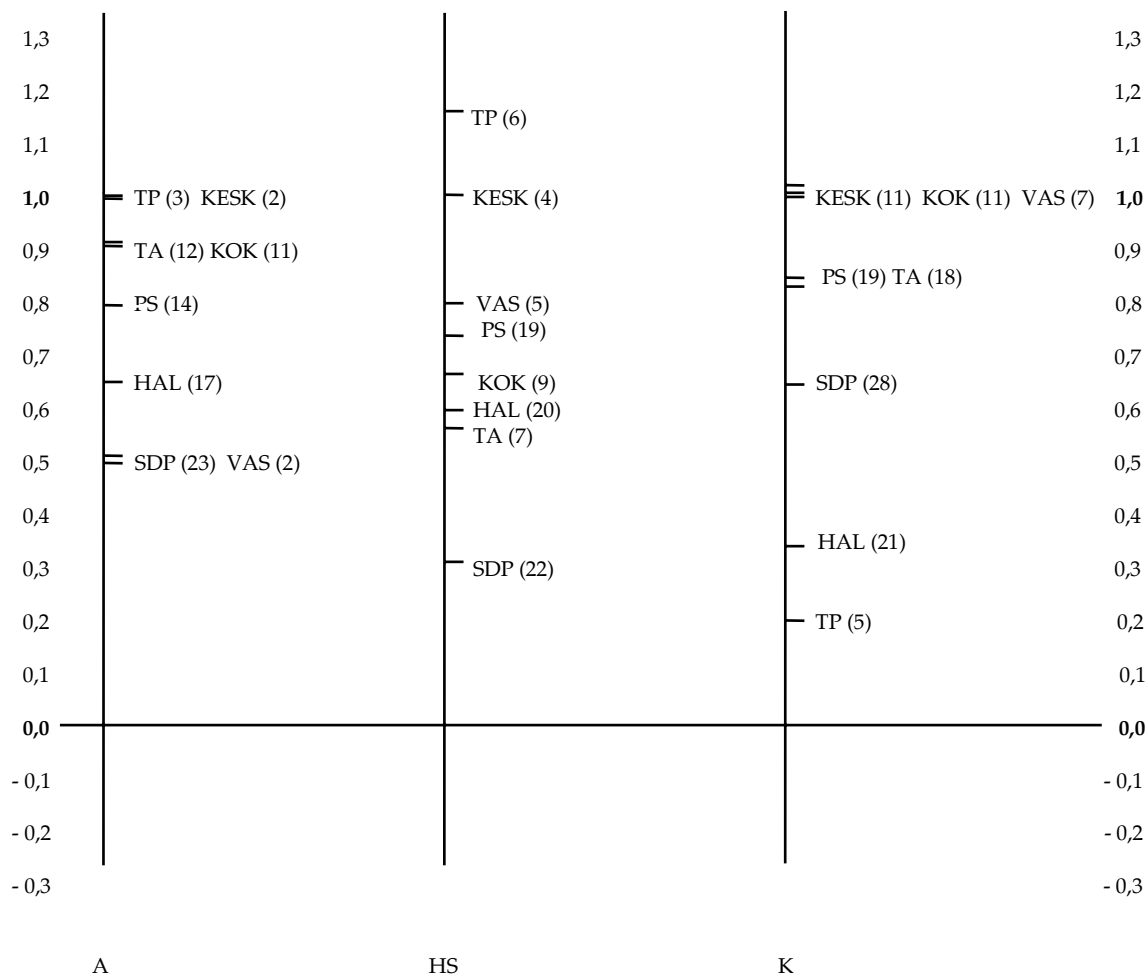 1,3 1,3
1,2 1,2
TP (6)
1,1 1,1
1,0 TP (3) KESK (2) KESK (4) KESK (11) KOK (11) VAS (7) 1,0
0,9 TA (12) KOK (11) 0,9
PS (19) TA (18)
0,8 PS (14) VAS (5) 0,8
PS (19)
0,7 0,7
HAL (17) KOK (9) SDP (28)
0,6 HAL (20) 0,6
TA (7)
0,5 SDP (23) VAS (2) 0,5
0,4 0,4
HAL (21)
0,3 SDP (22) 0,3
0,2 TP (5) 0,2
0,1 0,1
0,0 0,0
- 0,1 - 0,1
- 0,2 - 0,2
- 0,3 - 0,3
A HS K